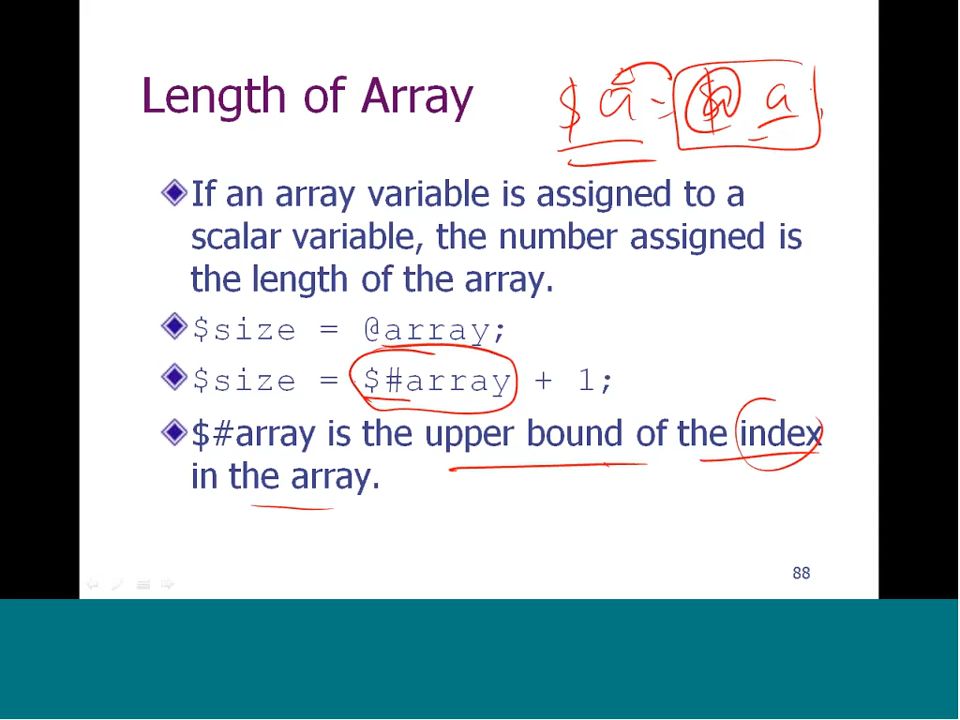 Length of Array
$ a = @ a ;
If an array variable is assigned to a
scalar variable, the number assigned is
the length of the array.
$size = @array;
$size = $#array + 1;
$#array is the upper bound of the index
in the array.
88